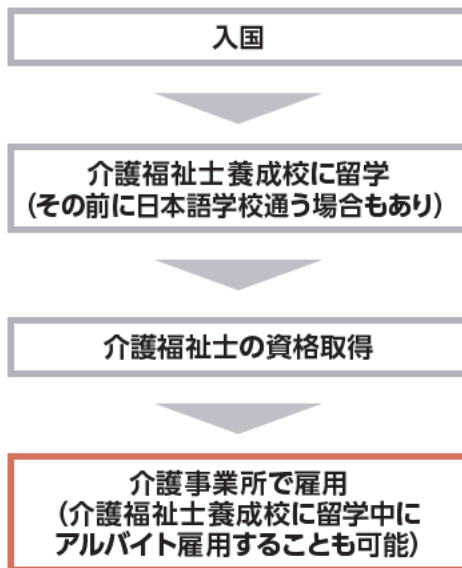 入国
介護福祉士養成校に留学
(その前に日本語学校通う場合もあり)
介護福祉士の資格取得
介護事業所で雇用
(介護福祉士養成校に留学中に
アルバイト雇用することも可能)